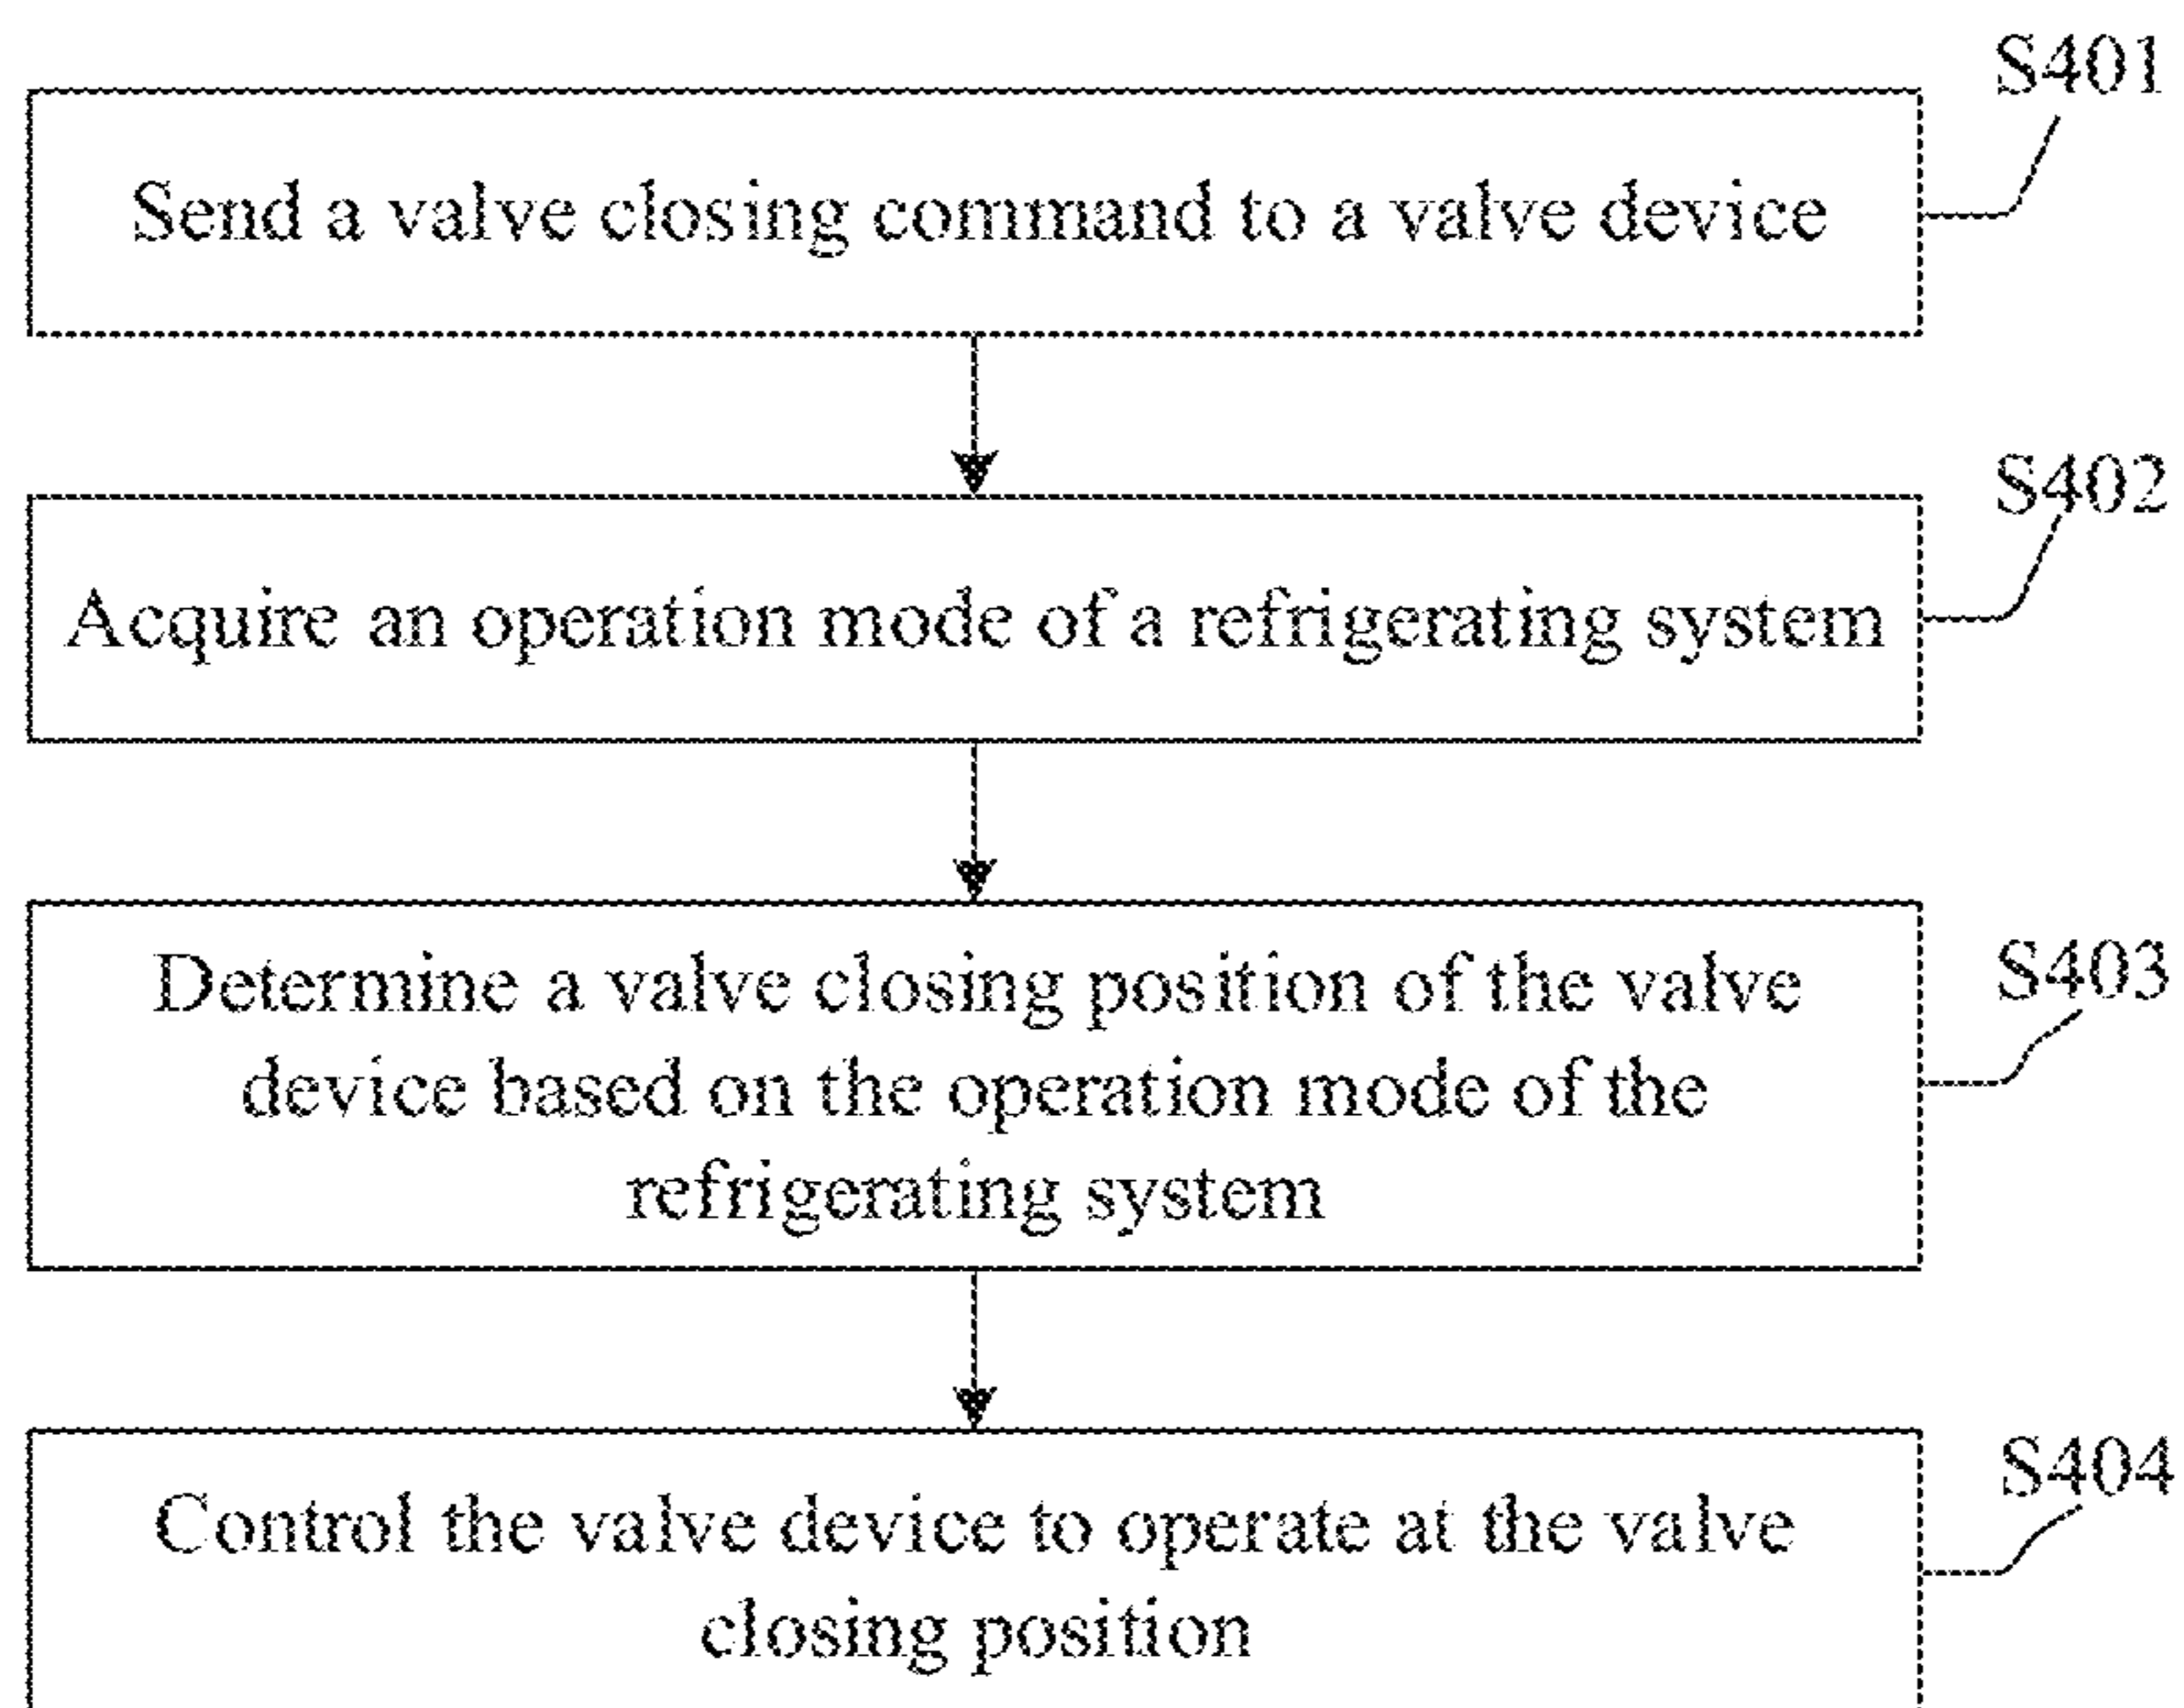 S401
Send a valve closing command to a valve device
S402
Acquire an operation mode of a refrigerating system
S403
Determine a valve closing position of the valve
device based on the operation mode of the
refrigerating system
S404
Control the valve device to operate at the valve
closing position